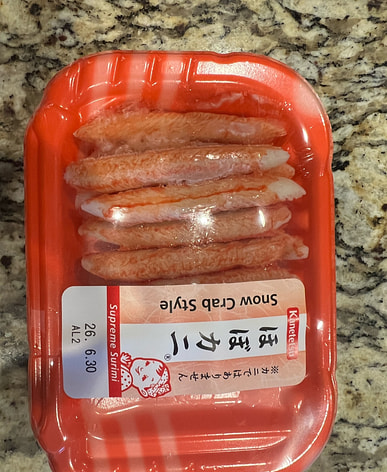 Kanetetsu
Snow Crab Style
ほぼカニ®
※カニではありません
Supreme Surimi
26. 6.30
AL2